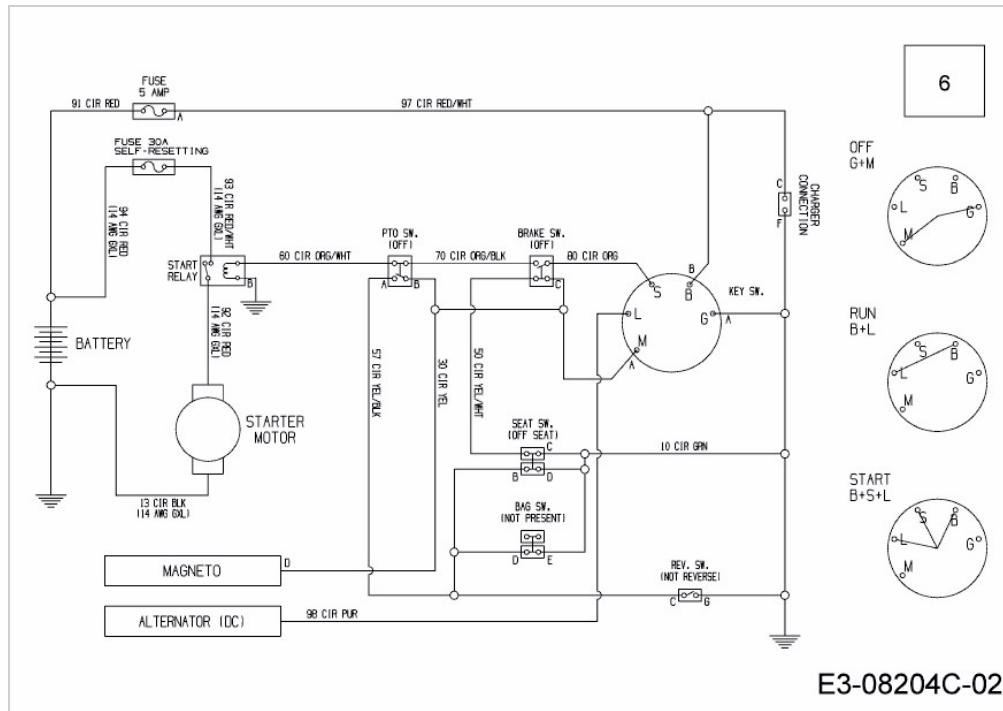 FUSE
5 AMP
91 CIR RED
A
97 CIR RED/WHT
6
FUSE 30A
SELF-RESETTING
OFF
G+M
S
B
L
G
M
93 CIR RED/WHT
(14 AWG GXL)
94 CIR RED
(14 AWG GXL)
C
CHARGER
CONNECTION
F
PTO SW.
(OFF)
BRAKE SW.
(OFF)
60 CIR ORG/WHT
70 CIR ORG/BLK
80 CIR ORG
START
RELAY
B
A
B
C
B
KEY SW.
S
B
L
G
A
M
A
RUN
B+L
S
B
L
G
M
BATTERY
92 CIR RED
(14 AWG GXL)
57 CIR YEL/BLK
30 CIR YEL
50 CIR YEL/WHT
STARTER
MOTOR
SEAT SW.
(OFF SEAT)
C
10 CIR GRN
B
D
START
B+S+L
S
B
L
G
M
13 CIR BLK
(14 AWG GXL)
BAG SW.
(NOT PRESENT)
D
E
MAGNETO
D
REV. SW.
(NOT REVERSE)
C
G
ALTERNATOR (DC)
98 CIR PUR
E3-08204C-02